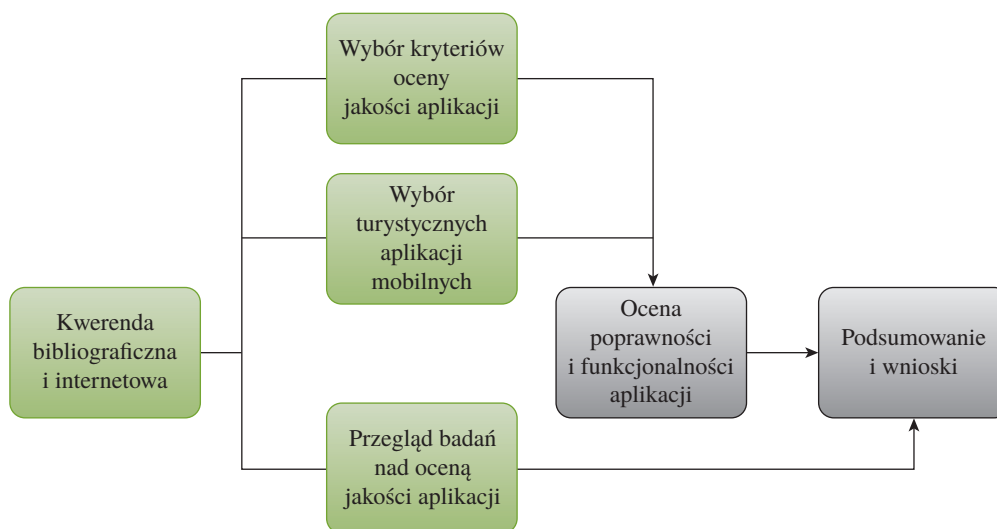 Wybór kryteriów
oceny
jakości aplikacji
Wybór
turystycznych
aplikacji
mobilnych
Kwerenda
bibliograficzna
i internetowa
Ocena
poprawności
i funkcjonalności
aplikacji
Podsumowanie
i wnioski
Przegląd badań
nad oceną
jakości aplikacji